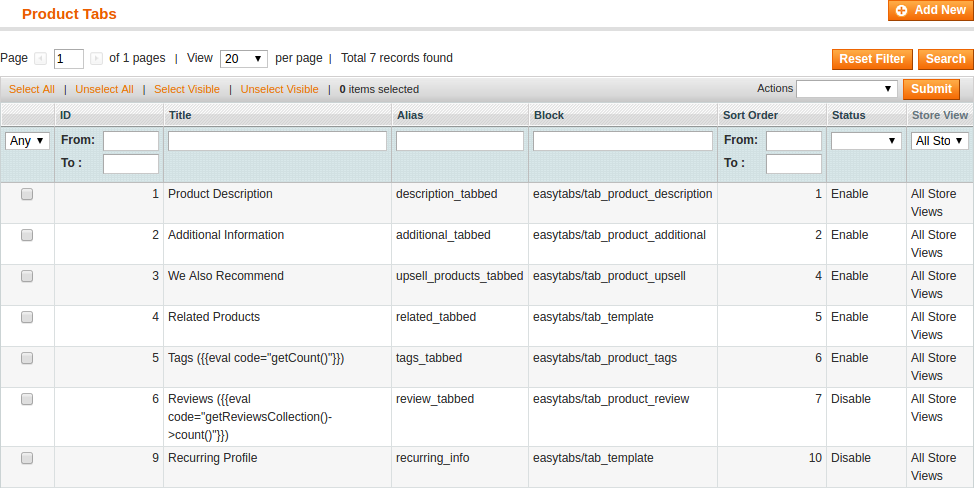 Product Tabs
Add New
Page 1 of 1 pages | View 20 per page | Total 7 records found
Reset Filter Search
Select All | Unselect All | Select Visible | Unselect Visible | 0 items selected
Actions Submit
ID Title Alias Block Sort Order Status Store View
Any From: From: All Sto
To : To :
1 Product Description description_tabbed easytabs/tab_product_description 1 Enable All Store
Views
2 Additional Information additional_tabbed easytabs/tab_product_additional 2 Enable All Store
Views
3 We Also Recommend upsell_products_tabbed easytabs/tab_product_upsell 4 Enable All Store
Views
4 Related Products related_tabbed easytabs/tab_template 5 Enable All Store
Views
5 Tags ({{eval code="getCount()"}}) tags_tabbed easytabs/tab_product_tags 6 Enable All Store
Views
6 Reviews ({{eval review_tabbed easytabs/tab_product_review 7 Disable All Store
code="getReviewsCollection()- Views
>count()"}})
9 Recurring Profile recurring_info easytabs/tab_template 10 Disable All Store
Views